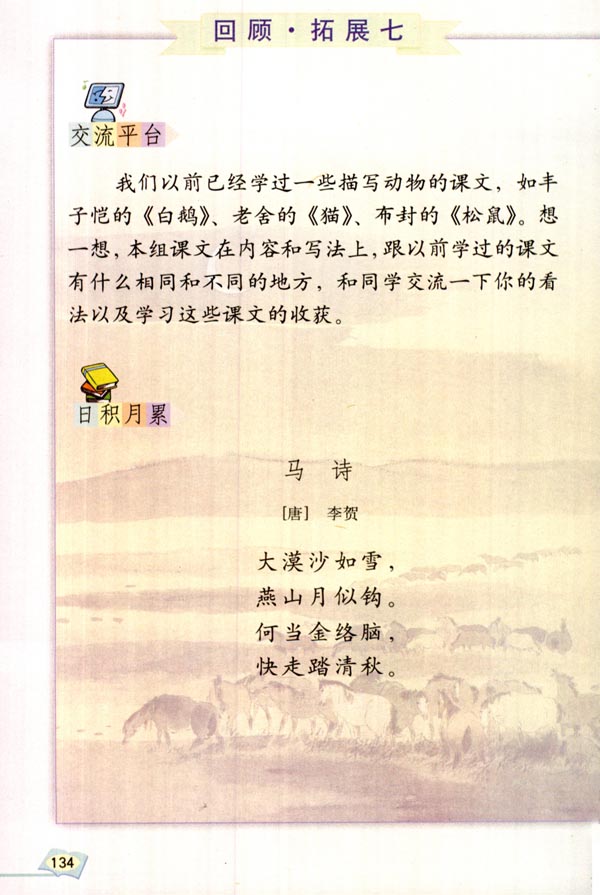 回顾·拓展七
交流平台
我们以前已经学过一些描写动物的课文，如丰
子恺的《白鹅》、老舍的《猫》、布封的《松鼠》。想
一想，本组课文在内容和写法上，跟以前学过的课文
有什么相同和不同的地方，和同学交流一下你的看
法以及学习这些课文的收获。
日积月累
马 诗
[唐] 李贺
大漠沙如雪，
燕山月似钩。
何当金络脑，
快走踏清秋。
134